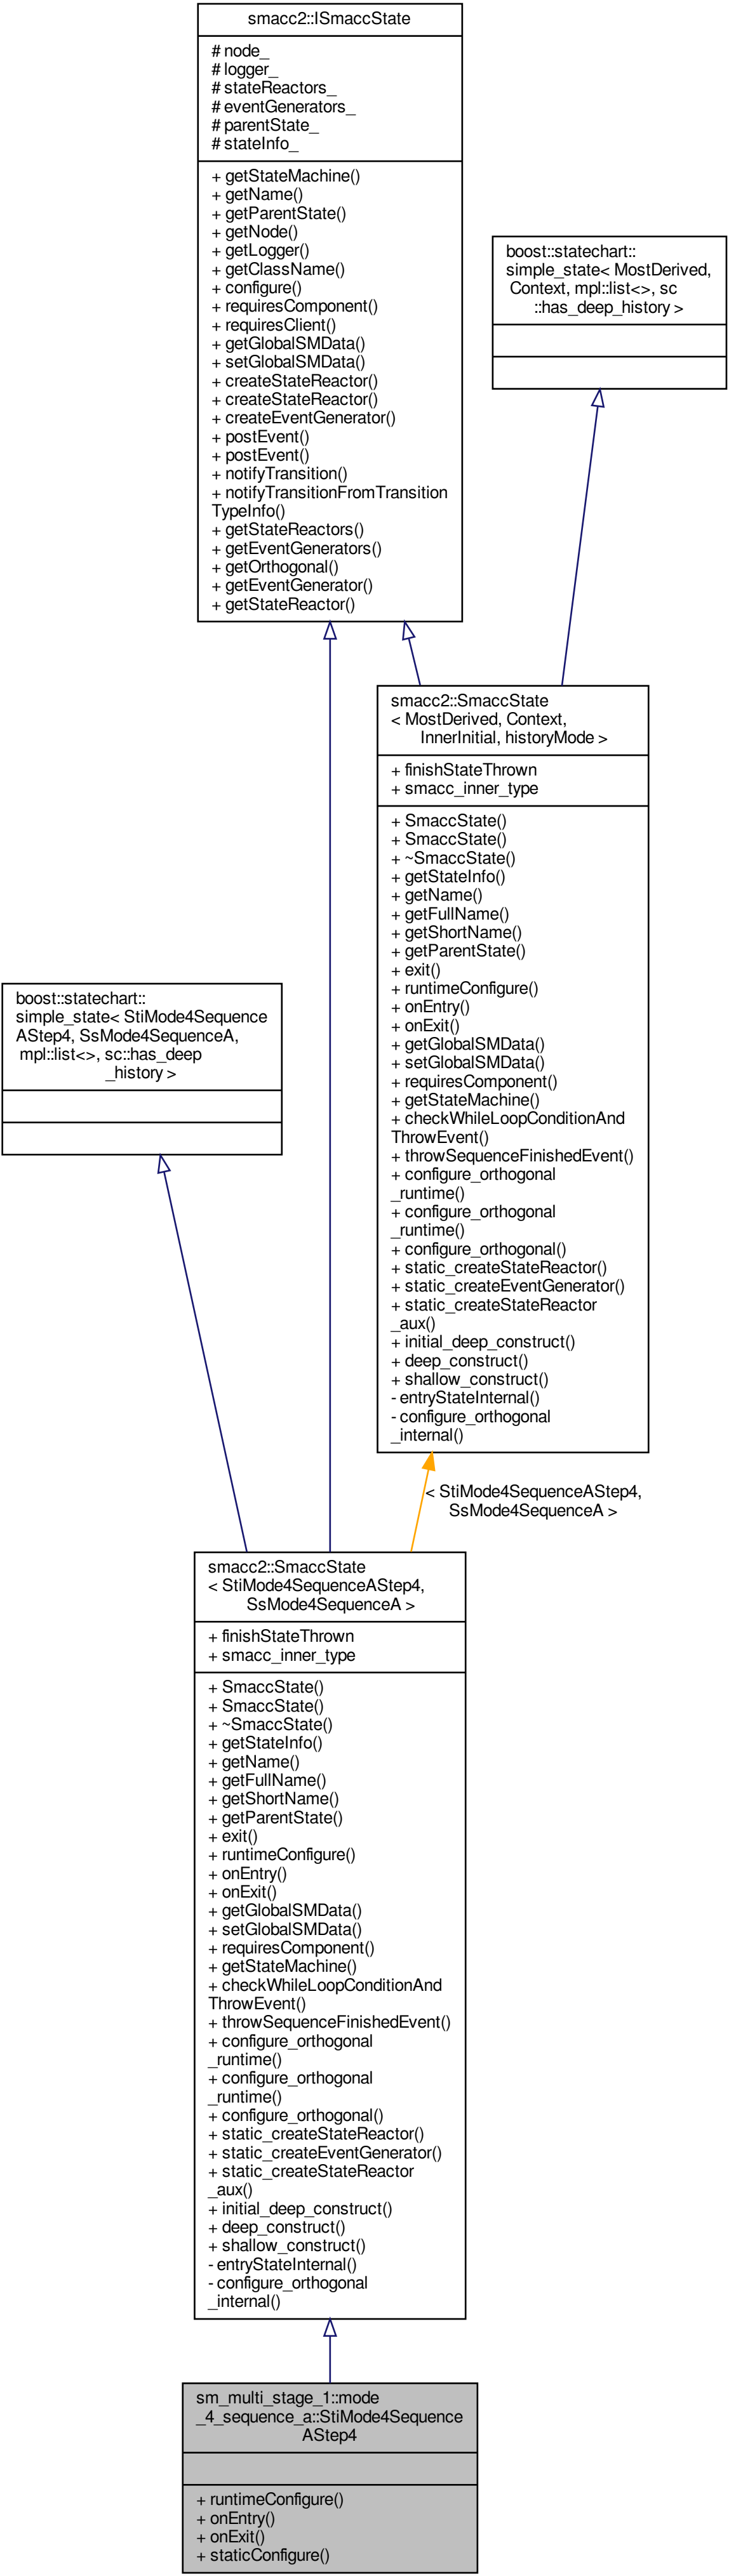 smacc2::ISmaccState
# node_
# logger_
# stateReactors_
# eventGenerators_
# parentState_
# stateInfo_
+ getStateMachine()
+ getName()
+ getParentState()
+ getNode()
+ getLogger()
+ getClassName()
+ configure()
+ requiresComponent()
+ requiresClient()
+ getGlobalSMData()
+ setGlobalSMData()
+ createStateReactor()
+ createStateReactor()
+ createEventGenerator()
+ postEvent()
+ postEvent()
+ notifyTransition()
+ notifyTransitionFromTransition
TypeInfo()
+ getStateReactors()
+ getEventGenerators()
+ getOrthogonal()
+ getEventGenerator()
+ getStateReactor()
boost::statechart::
simple_state< MostDerived,
Context, mpl::list<>, sc
::has_deep_history >
smacc2::SmaccState
< MostDerived, Context,
InnerInitial, historyMode >
+ finishStateThrown
+ smacc_inner_type
+ SmaccState()
+ SmaccState()
+ ~SmaccState()
+ getStateInfo()
+ getName()
+ getFullName()
+ getShortName()
+ getParentState()
+ exit()
+ runtimeConfigure()
+ onEntry()
+ onExit()
+ getGlobalSMData()
+ setGlobalSMData()
+ requiresComponent()
+ getStateMachine()
+ checkWhileLoopConditionAnd
ThrowEvent()
+ throwSequenceFinishedEvent()
+ configure_orthogonal
_runtime()
+ configure_orthogonal
_runtime()
+ configure_orthogonal()
+ static_createStateReactor()
+ static_createEventGenerator()
+ static_createStateReactor
_aux()
+ initial_deep_construct()
+ deep_construct()
+ shallow_construct()
- entryStateInternal()
- configure_orthogonal
_internal()
boost::statechart::
simple_state< StiMode4Sequence
AStep4, SsMode4SequenceA,
mpl::list<>, sc::has_deep
_history >
< StiMode4SequenceAStep4,
SsMode4SequenceA >
smacc2::SmaccState
< StiMode4SequenceAStep4,
SsMode4SequenceA >
+ finishStateThrown
+ smacc_inner_type
+ SmaccState()
+ SmaccState()
+ ~SmaccState()
+ getStateInfo()
+ getName()
+ getFullName()
+ getShortName()
+ getParentState()
+ exit()
+ runtimeConfigure()
+ onEntry()
+ onExit()
+ getGlobalSMData()
+ setGlobalSMData()
+ requiresComponent()
+ getStateMachine()
+ checkWhileLoopConditionAnd
ThrowEvent()
+ throwSequenceFinishedEvent()
+ configure_orthogonal
_runtime()
+ configure_orthogonal
_runtime()
+ configure_orthogonal()
+ static_createStateReactor()
+ static_createEventGenerator()
+ static_createStateReactor
_aux()
+ initial_deep_construct()
+ deep_construct()
+ shallow_construct()
- entryStateInternal()
- configure_orthogonal
_internal()
sm_multi_stage_1::mode
_4_sequence_a::StiMode4Sequence
AStep4
+ runtimeConfigure()
+ onEntry()
+ onExit()
+ staticConfigure()